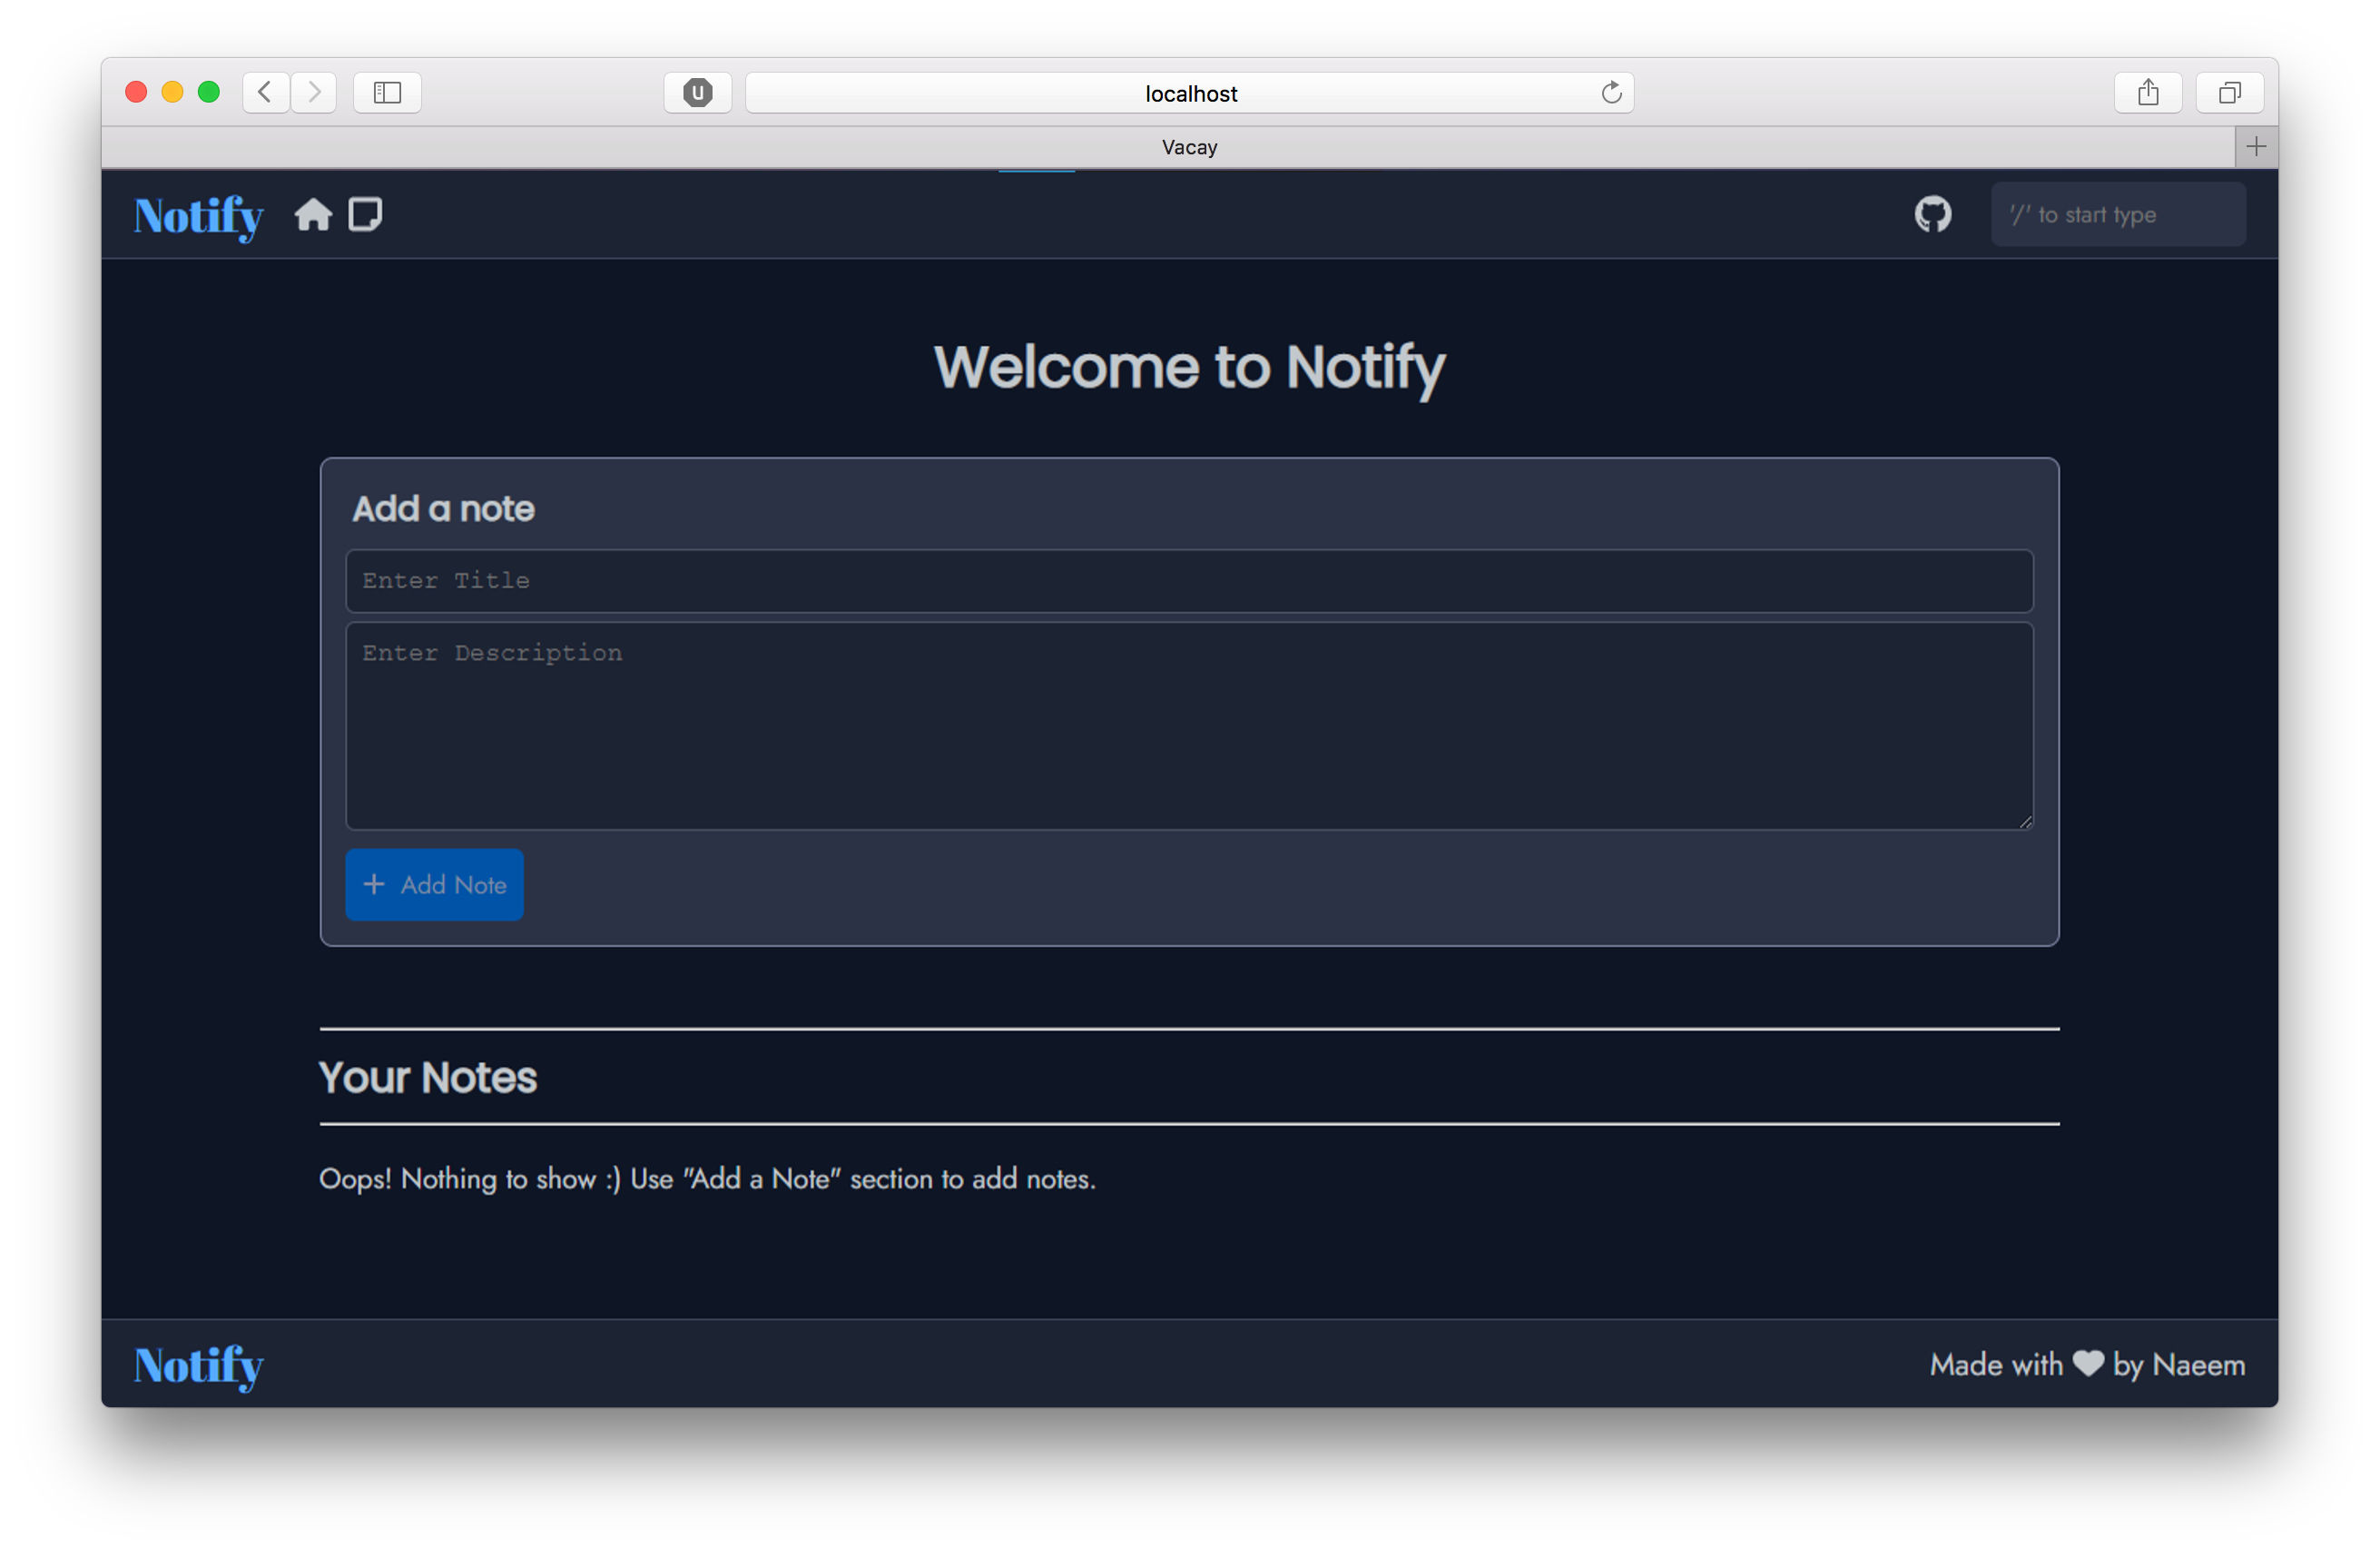 U
localhost
Vacay
Notify
'/' to start type
Welcome to Notify
Add a note
Enter Title
Enter Description
+ Add Note
Your Notes
Oops! Nothing to show :) Use "Add a Note" section to add notes.
Notify
Made with ♥ by Naeem